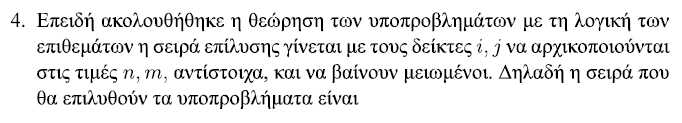 4. Επειδή ακολουθήθηκε η θεώρηση των υποπροβλημάτων με τη λογική των
επιθεμάτων η σειρά επίλυσης γίνεται με τους δείκτες i, j να αρχικοποιούνται
στις τιμές n, m, αντίστοιχα, και να βαίνουν μειωμένοι. Δηλαδή η σειρά που
θα επιλυθούν τα υποπροβλήματα είναι